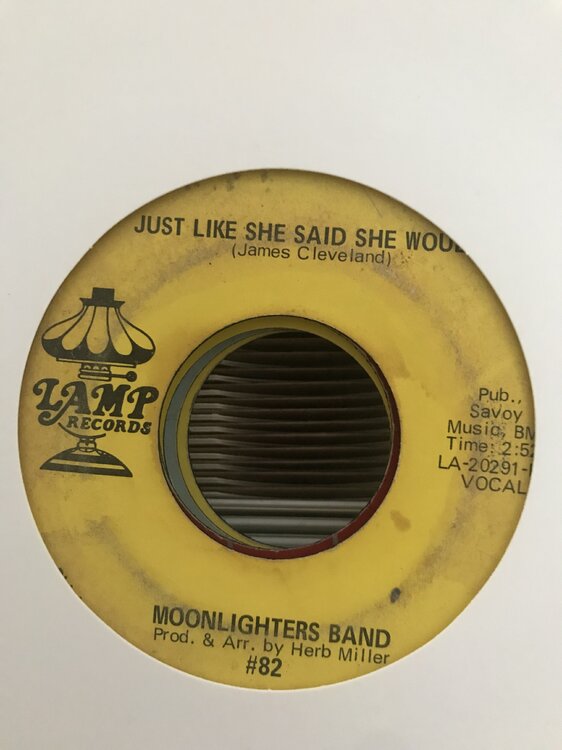 JUST LIKE SHE SAID SHE WOUL
(James Cleveland)
LAMP
RECORDS
Pub.,
Savoy
Music, BM
Time: 2:52
LA-20291-
VOCAL
MOONLIGHTERS BAND
Prod. & Arr. by Herb Miller
#82